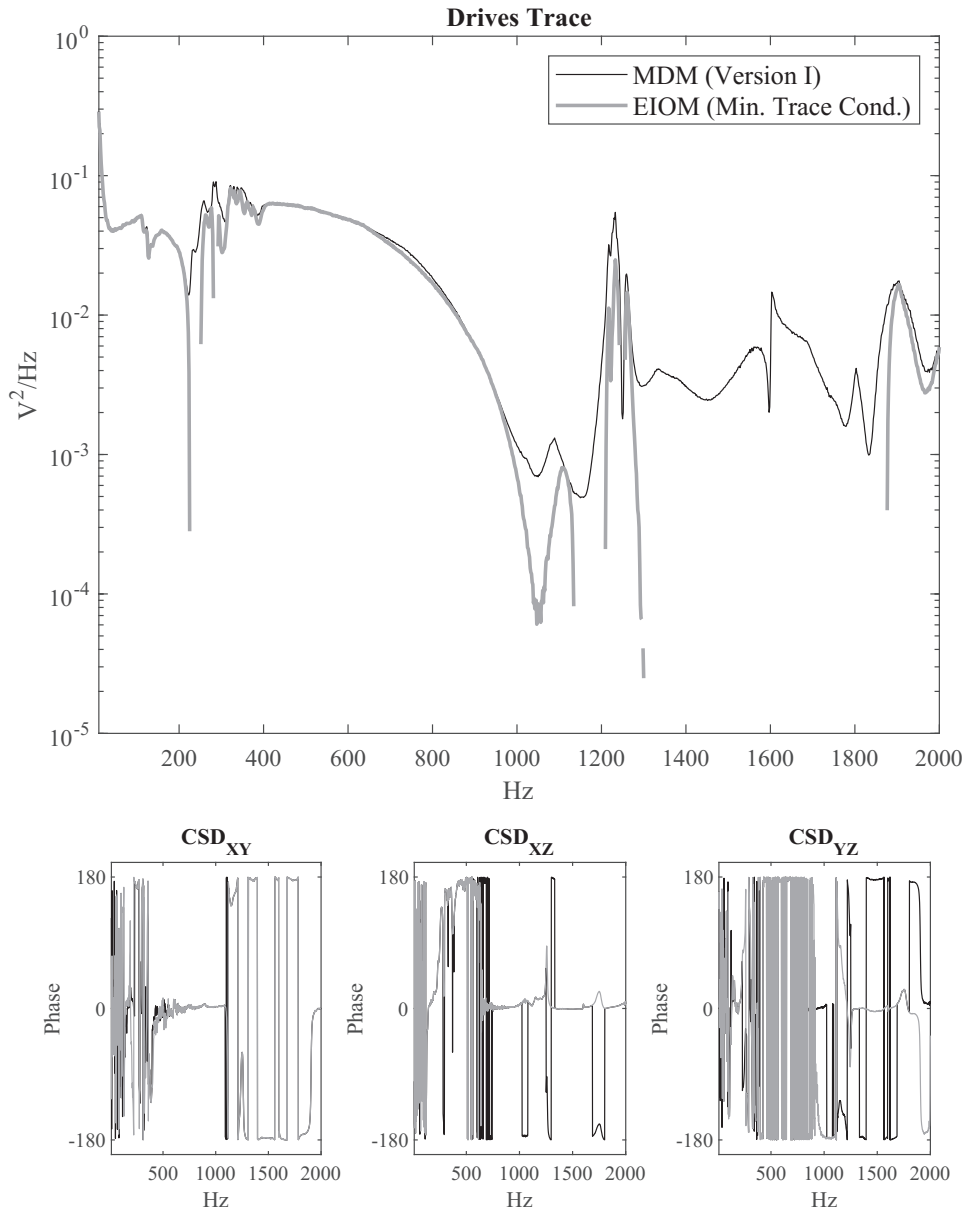 Drives Trace
10^0
10^-1
10^-2
10^-3
10^-4
10^-5
V^2/Hz
MDM (Version I)
EIOM (Min. Trace Cond.)
200 400 600 800 1000 1200 1400 1600 1800 2000
Hz
CSD_XY CSD_XZ CSD_YZ
180 180 180
0 0 0
-180 -180 -180
Phase Phase Phase
500 1000 1500 2000 500 1000 1500 2000 500 1000 1500 2000
Hz Hz Hz